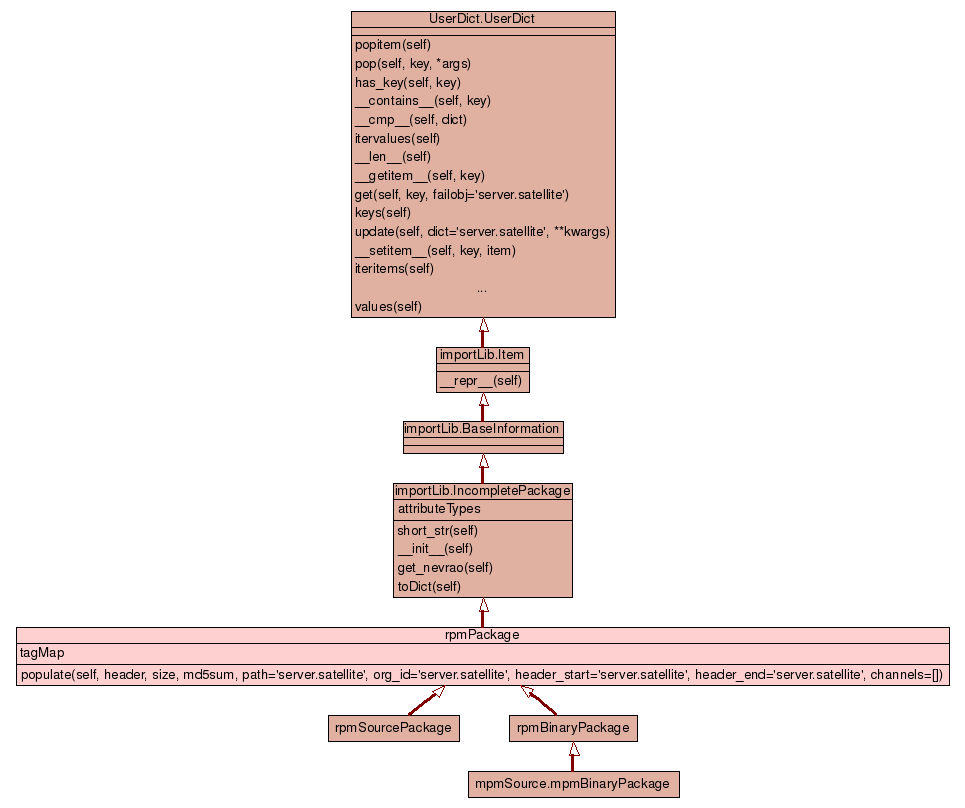 UserDict.UserDict
popitem(self)
pop(self, key, *args)
has_key(self, key)
__contains__(self, key)
__cmp__(self, dict)
itervalues(self)
__len__(self)
__getitem__(self, key)
get(self, key, failobj='server.satellite')
keys(self)
update(self, dict='server.satellite', **kwargs)
__setitem__(self, key, item)
iteritems(self)
...
values(self)
importLib.Item
__repr__(self)
importLib.BaseInformation
importLib.IncompletePackage
attributeTypes
short_str(self)
__init__(self)
get_nevrao(self)
toDict(self)
rpmPackage
tagMap
populate(self, header, size, md5sum, path='server.satellite', org_id='server.satellite', header_start='server.satellite', header_end='server.satellite', channels=[])
rpmSourcePackage
rpmBinaryPackage
mpmSource.mpmBinaryPackage